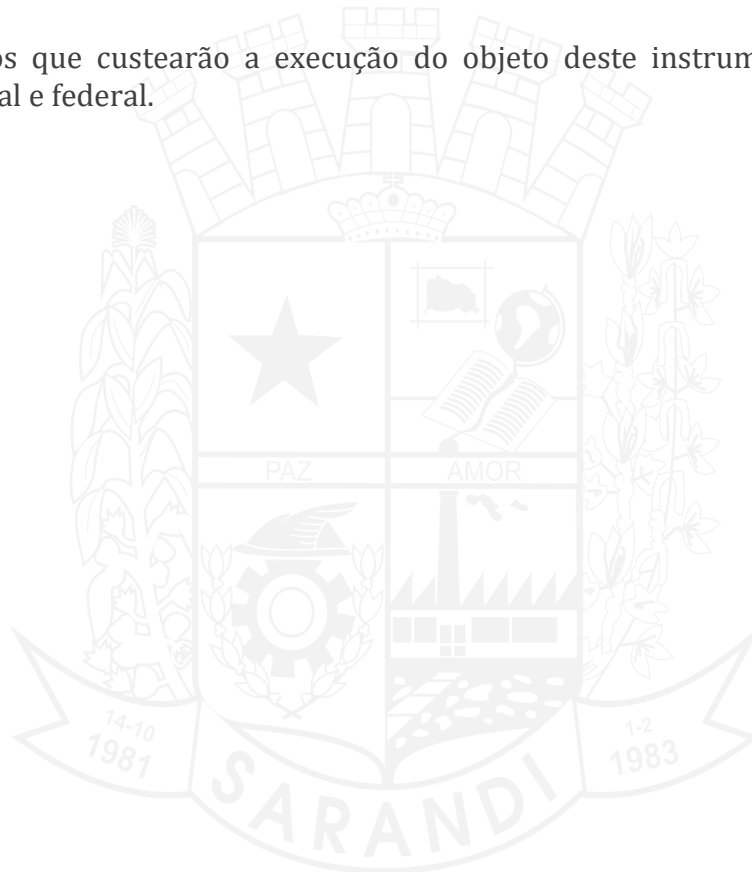 os que custearão a execução do objeto deste instrum
al e federal.
PAZ AMOR
14-10
1981
1-2
1983
SARANDI